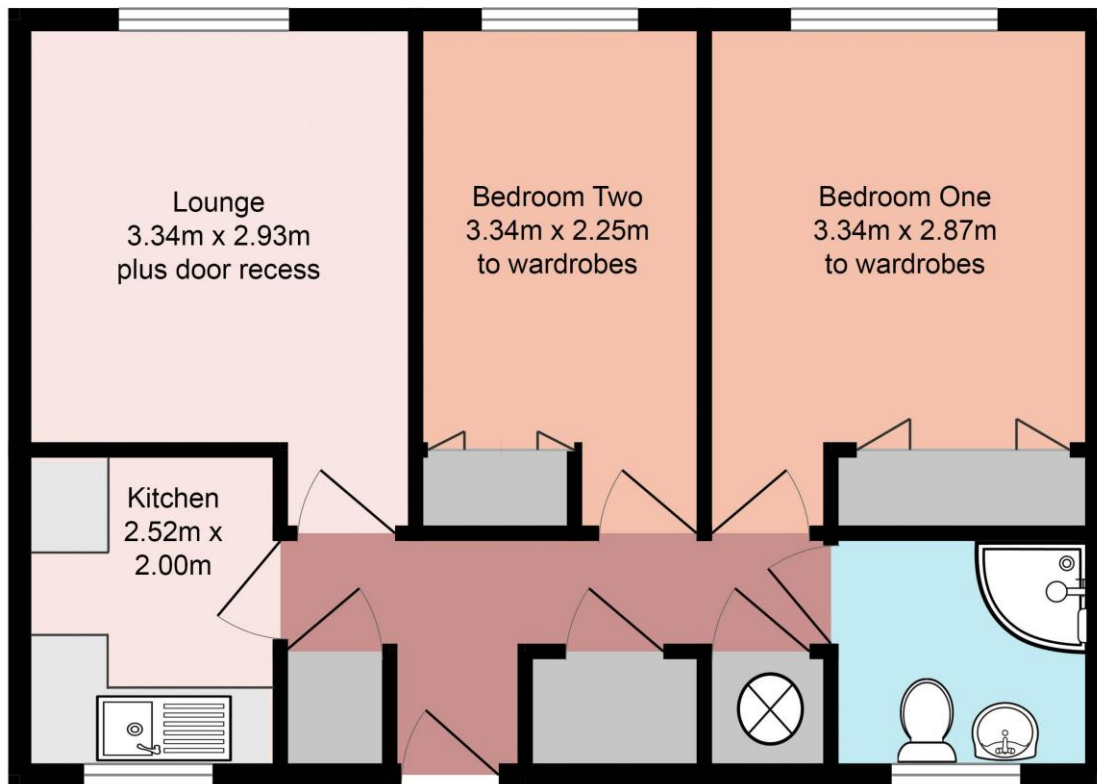 Lounge
3.34m x 2.93m
plus door recess
Bedroom Two
3.34m x 2.25m
to wardrobes
Bedroom One
3.34m x 2.87m
to wardrobes
Kitchen
2.52m x
2.00m